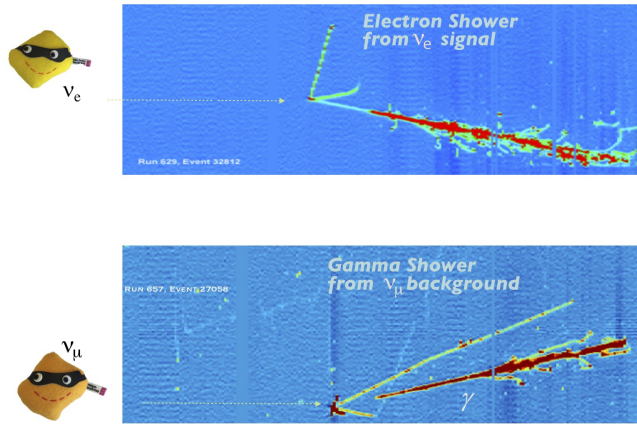 Electron Shower
from νe signal
νe
Run 629, Event 32812
Gamma Shower
from νμ background
Run 657, Event 27058
νμ
γ